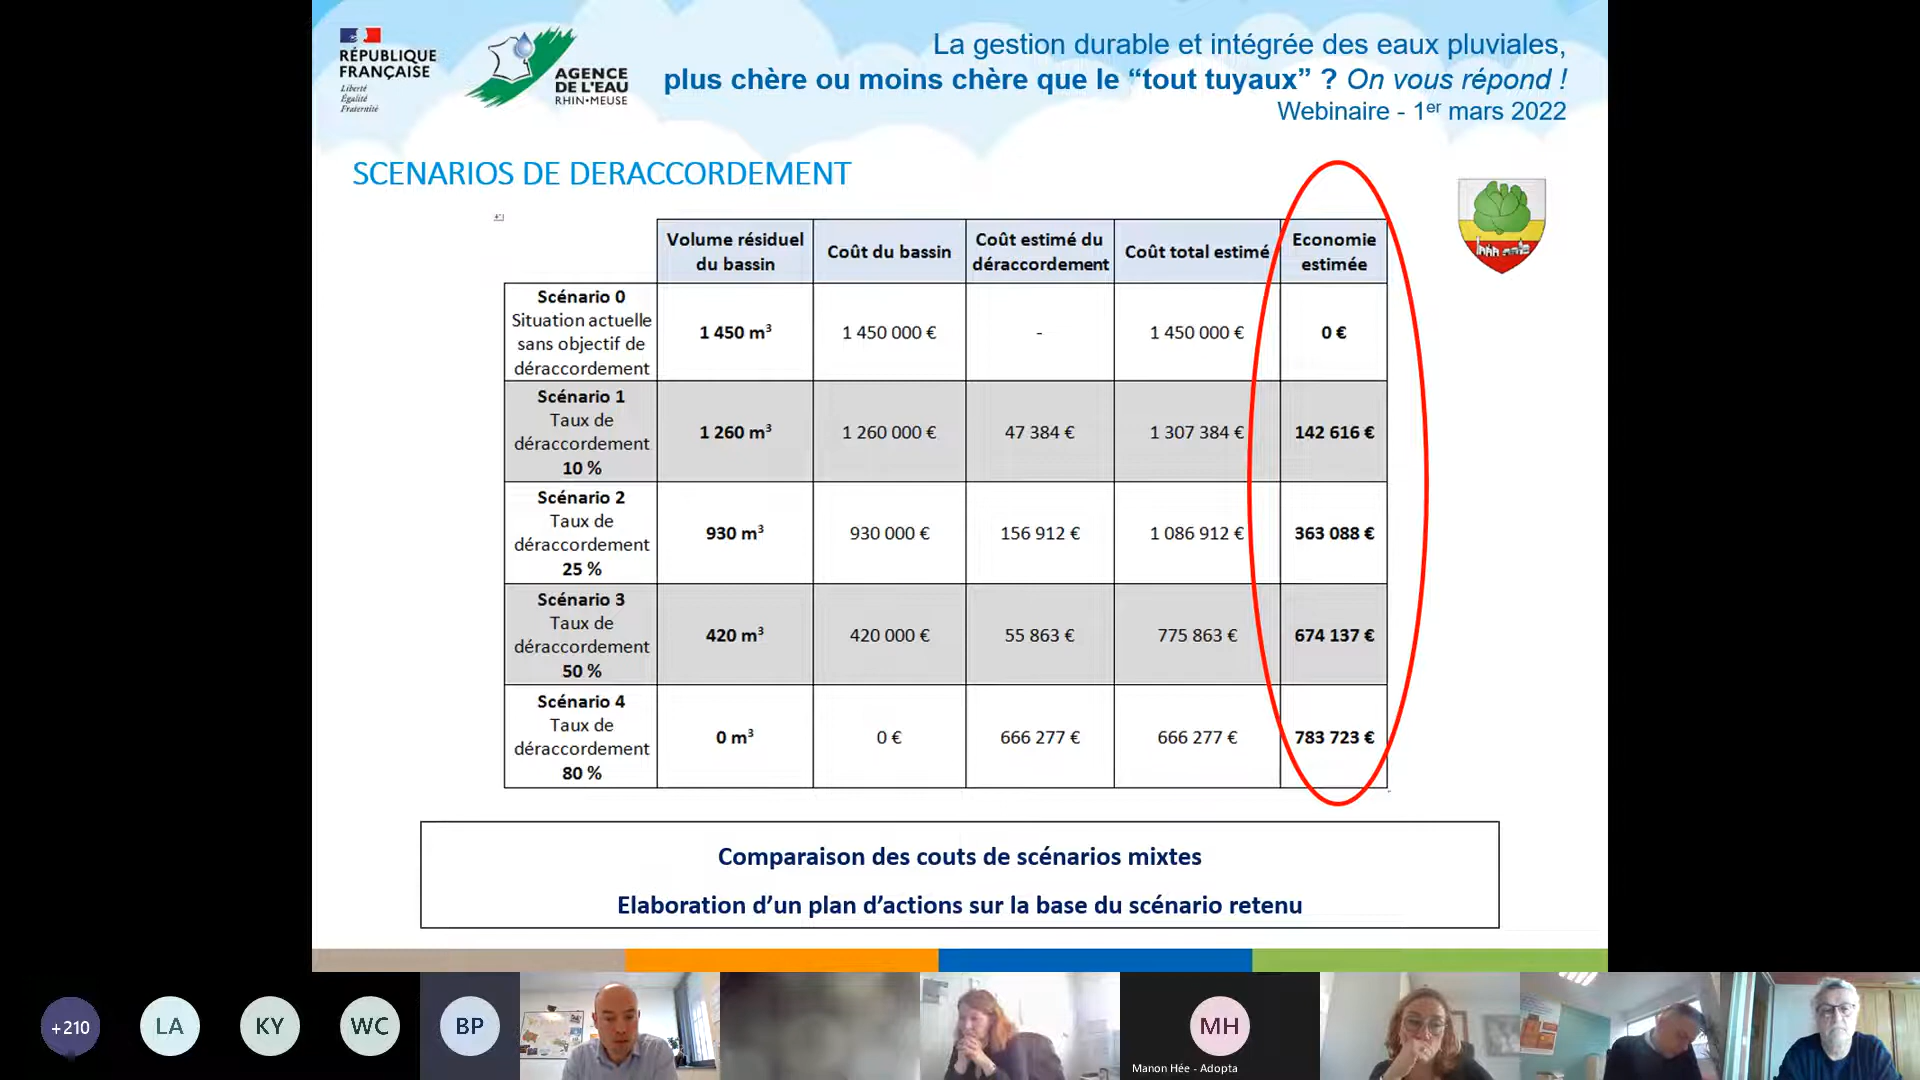 RÉPUBLIQUE
FRANÇAISE
Liberté
Égalité
Fraternité
AGENCE
DE L'EAU
RHIN•MEUSE
La gestion durable et intégrée des eaux pluviales,
plus chère ou moins chère que le “tout tuyaux” ? On vous répond !
Webinaire - 1er mars 2022
SCENARIOS DE DERACCORDEMENT
Volume résiduel
du bassin
Coût du bassin
Coût estimé du
déraccordement
Coût total estimé
Economie
estimée
Scénario 0
Situation actuelle
sans objectif de
déraccordement
1 450 m³
1 450 000 €
-
1 450 000 €
0 €
Scénario 1
Taux de
déraccordement
10 %
1 260 m³
1 260 000 €
47 384 €
1 307 384 €
142 616 €
Scénario 2
Taux de
déraccordement
25 %
930 m³
930 000 €
156 912 €
1 086 912 €
363 088 €
Scénario 3
Taux de
déraccordement
50 %
420 m³
420 000 €
55 863 €
775 863 €
674 137 €
Scénario 4
Taux de
déraccordement
80 %
0 m³
0 €
666 277 €
666 277 €
783 723 €
Comparaison des couts de scénarios mixtes
Elaboration d’un plan d’actions sur la base du scénario retenu
+210
LA
KY
WC
BP
MH
Manon Hée - Adopta